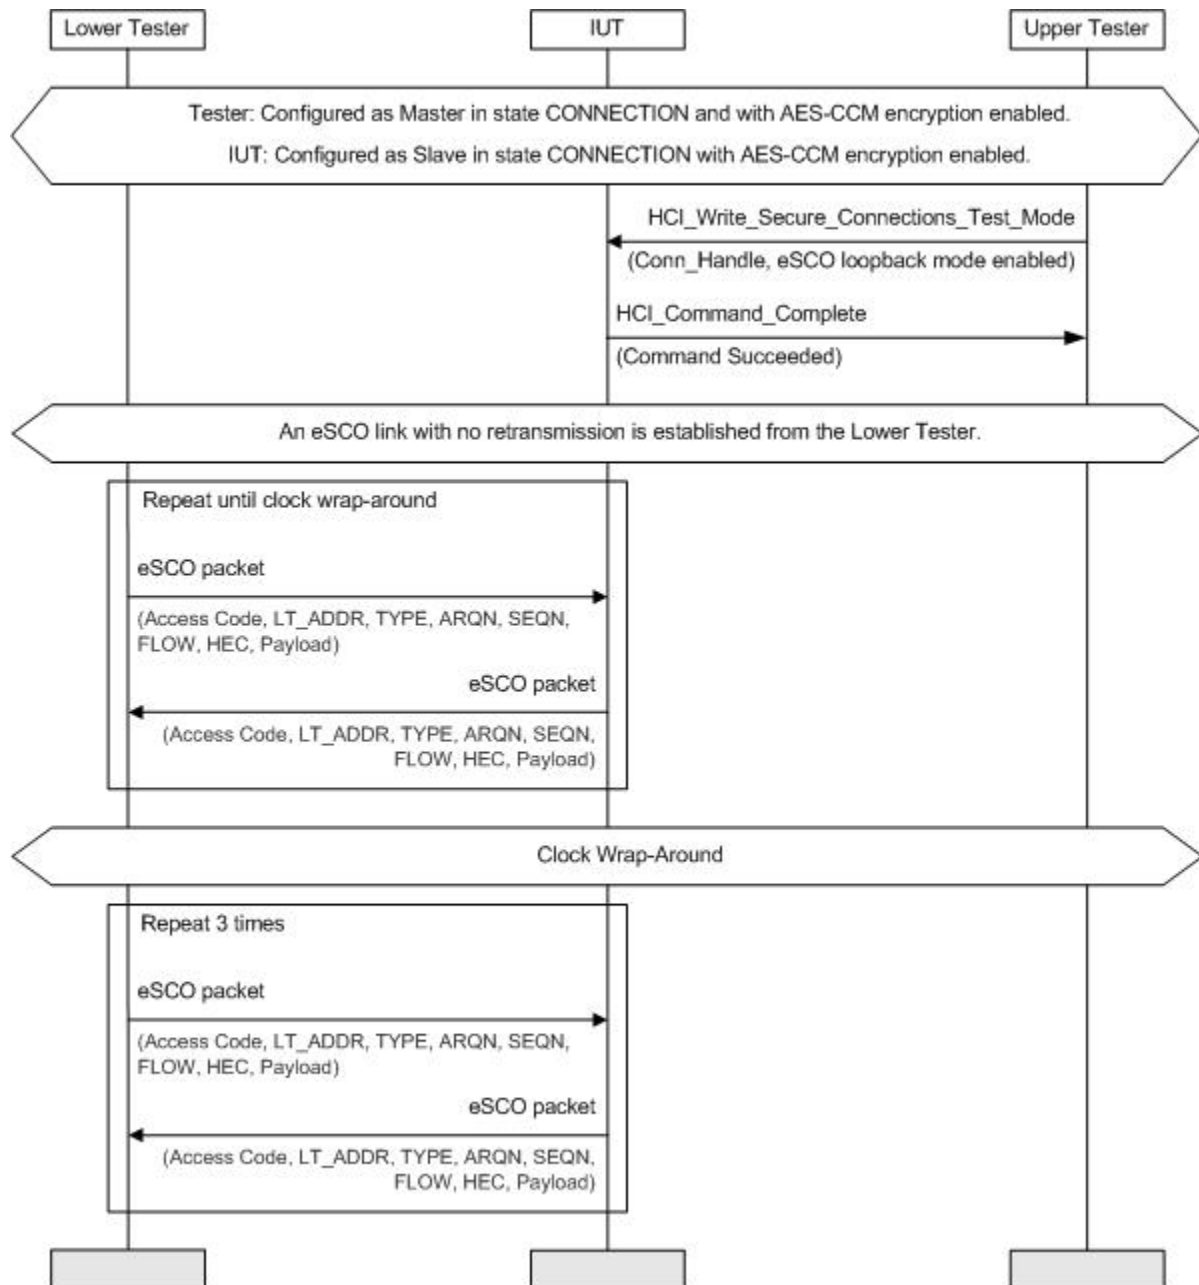 Lower Tester
IUT
Upper Tester
Tester: Configured as Master in state CONNECTION and with AES-CCM encryption enabled.
IUT: Configured as Slave in state CONNECTION with AES-CCM encryption enabled.
HCI_Write_Secure_Connections_Test_Mode
(Conn_Handle, eSCO loopback mode enabled)
HCI_Command_Complete
(Command Succeeded)
An eSCO link with no retransmission is established from the Lower Tester.
Repeat until clock wrap-around
eSCO packet
(Access Code, LT_ADDR, TYPE, ARQN, SEQN,
FLOW, HEC, Payload)
eSCO packet
(Access Code, LT_ADDR, TYPE, ARQN, SEQN,
FLOW, HEC, Payload)
Clock Wrap-Around
Repeat 3 times
eSCO packet
(Access Code, LT_ADDR, TYPE, ARQN, SEQN,
FLOW, HEC, Payload)
eSCO packet
(Access Code, LT_ADDR, TYPE, ARQN, SEQN,
FLOW, HEC, Payload)